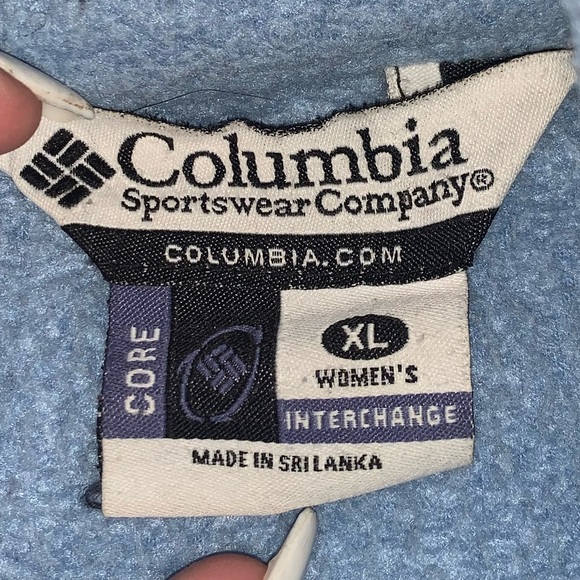 Columbia
Sportswear Company®
COLUMBIA.COM
CORE
XL
WOMEN'S
INTERCHANGE
MADE IN SRI LANKA